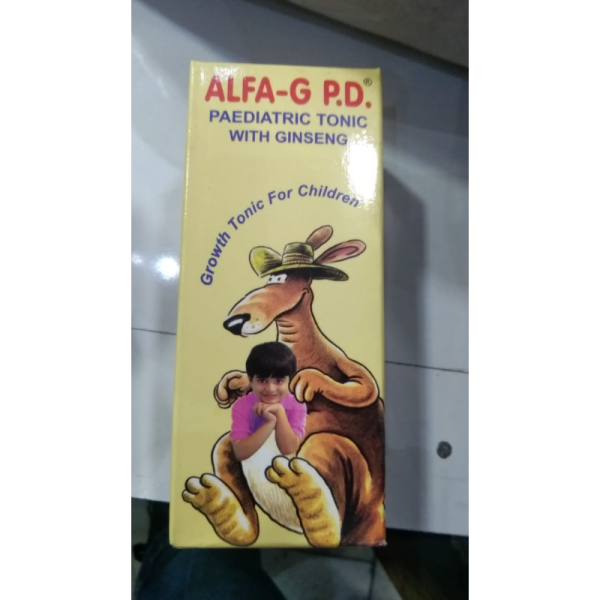 ALFA-G P.D.®
PAEDIATRIC TONIC
WITH GINSENG
Growth Tonic For Children